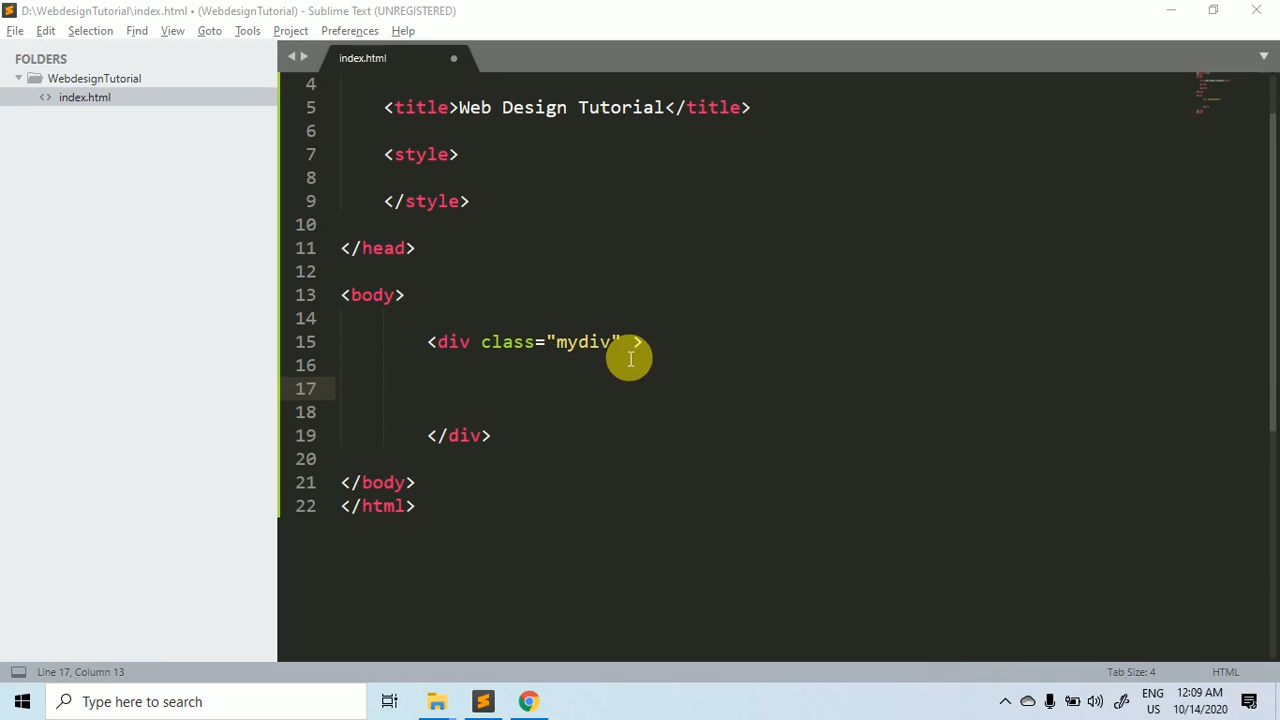 D:\WebdesignTutorial\index.html • (WebdesignTutorial) - Sublime Text (UNREGISTERED)
File Edit Selection Find View Goto Tools Project Preferences Help
FOLDERS
WebdesignTutorial
<> index.html
index.html
4
5 <title>Web Design Tutorial</title>
6
7 <style>
8
9 </style>
10
11 </head>
12
13 <body>
14
15 <div class="mydiv" >
16
17
18
19 </div>
20
21 </body>
22 </html>
Line 17, Column 13
Tab Size: 4 HTML
Type here to search
ENG
US
12:09 AM
10/14/2020